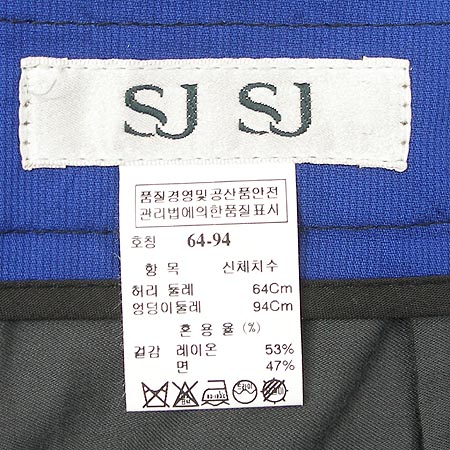 SJ SJ
품질경영및공산품안전
관리법에의한품질표시
호칭 64-94
항 목 신체치수
허리 둘레 64Cm
엉덩이둘레 94Cm
혼 용 율 (%)
겉감 레이온 53%
면 47%